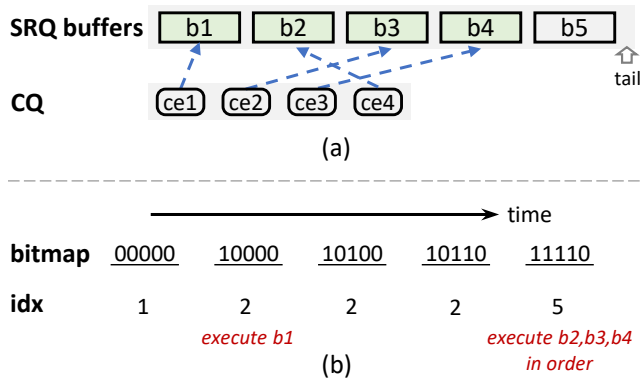 SRQ buffers b1 b2 b3 b4 b5
tail
CQ ce1 ce2 ce3 ce4
(a)
time
bitmap 00000 10000 10100 10110 11110
idx 1 2 2 2 5
execute b1 execute b2,b3,b4
in order
(b)